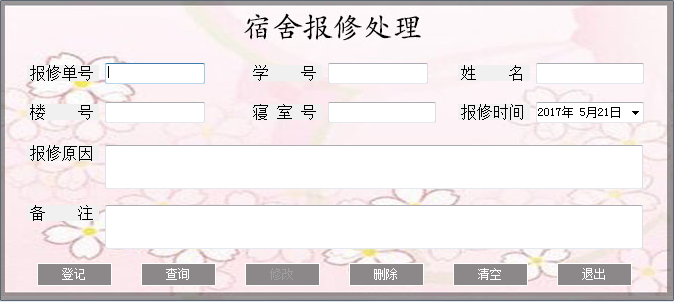 宿舍报修处理
报修单号 学 号 姓 名
楼 号 寝 室 号 报修时间 2017年 5月21日
报修原因
备 注
登记 查询 修改 删除 清空 退出